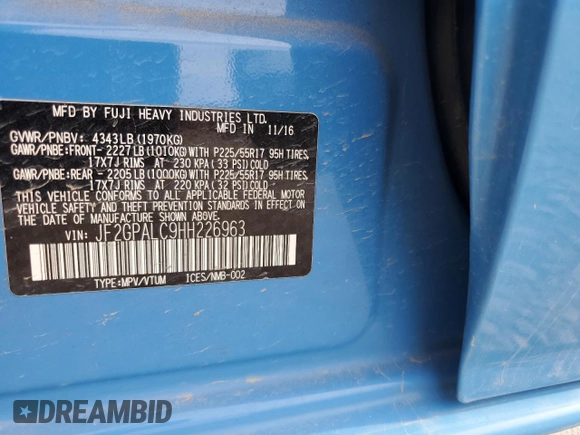 MFD BY FUJI HEAVY INDUSTRIES LTD.
MFD IN 11/16
GVWR/PNBV: 4343LB (1970KG)
GAWR/PNBE:FRONT- 2227LB (1010KG)WITH P225/55R17 95H TIRES,
17X7J RIMS AT 230 KPA ( 33 PSI) COLD
GAWR/PNBE:REAR - 2205LB (1000KG)WITH P225/55R17 95H TIRES,
17X7J RIMS AT 220 KPA ( 32 PSI) COLD
THIS VEHICLE CONFORMS TO ALL APPLICABLE FEDERAL MOTOR
VEHICLE SAFETY AND THEFT PREVENTION STANDARDS IN EFFECT
ON THE DATE OF MANUFACTURE SHOWN ABOVE.
VIN: JF2GPALC9HH226963
TYPE:MPV/VTUM ICES/NMB-002
DREAMBID